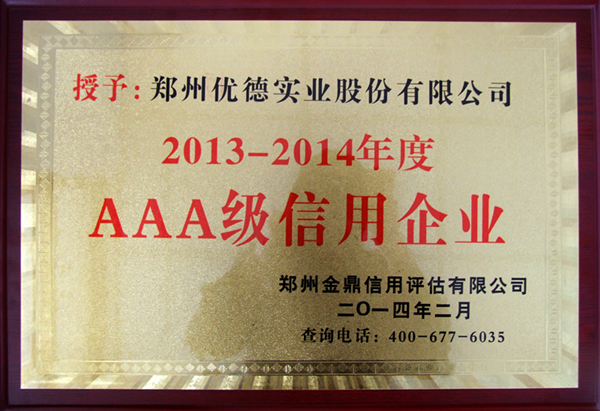 授予：郑州优德实业股份有限公司
2013-2014年度
AAA级信用企业
郑州金鼎信用评估有限公司
二〇一四年二月
查询电话：400-677-6035